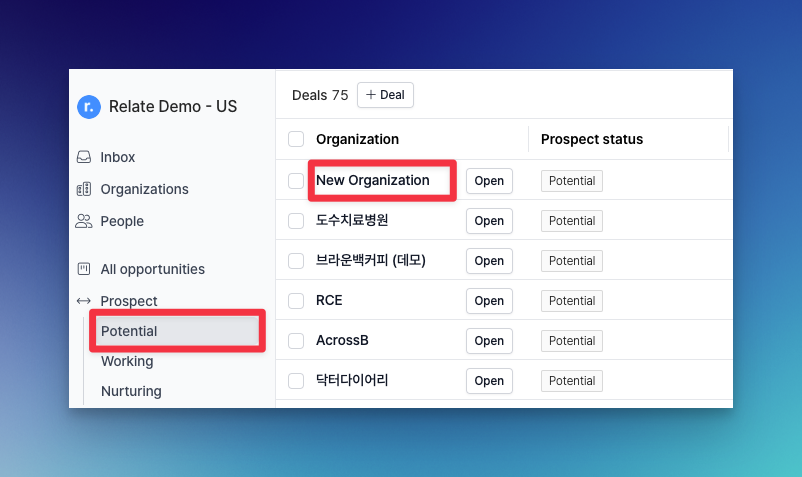 r. Relate Demo - US
Inbox
Organizations
People
All opportunities
Prospect
Potential
Working
Nurturing
Deals 75 + Deal
Organization Prospect status
New Organization Open Potential
도수치료병원 Open Potential
브라운백커피 (데모) Open Potential
RCE Open Potential
AcrossB Open Potential
닥터다이어리 Open Potential